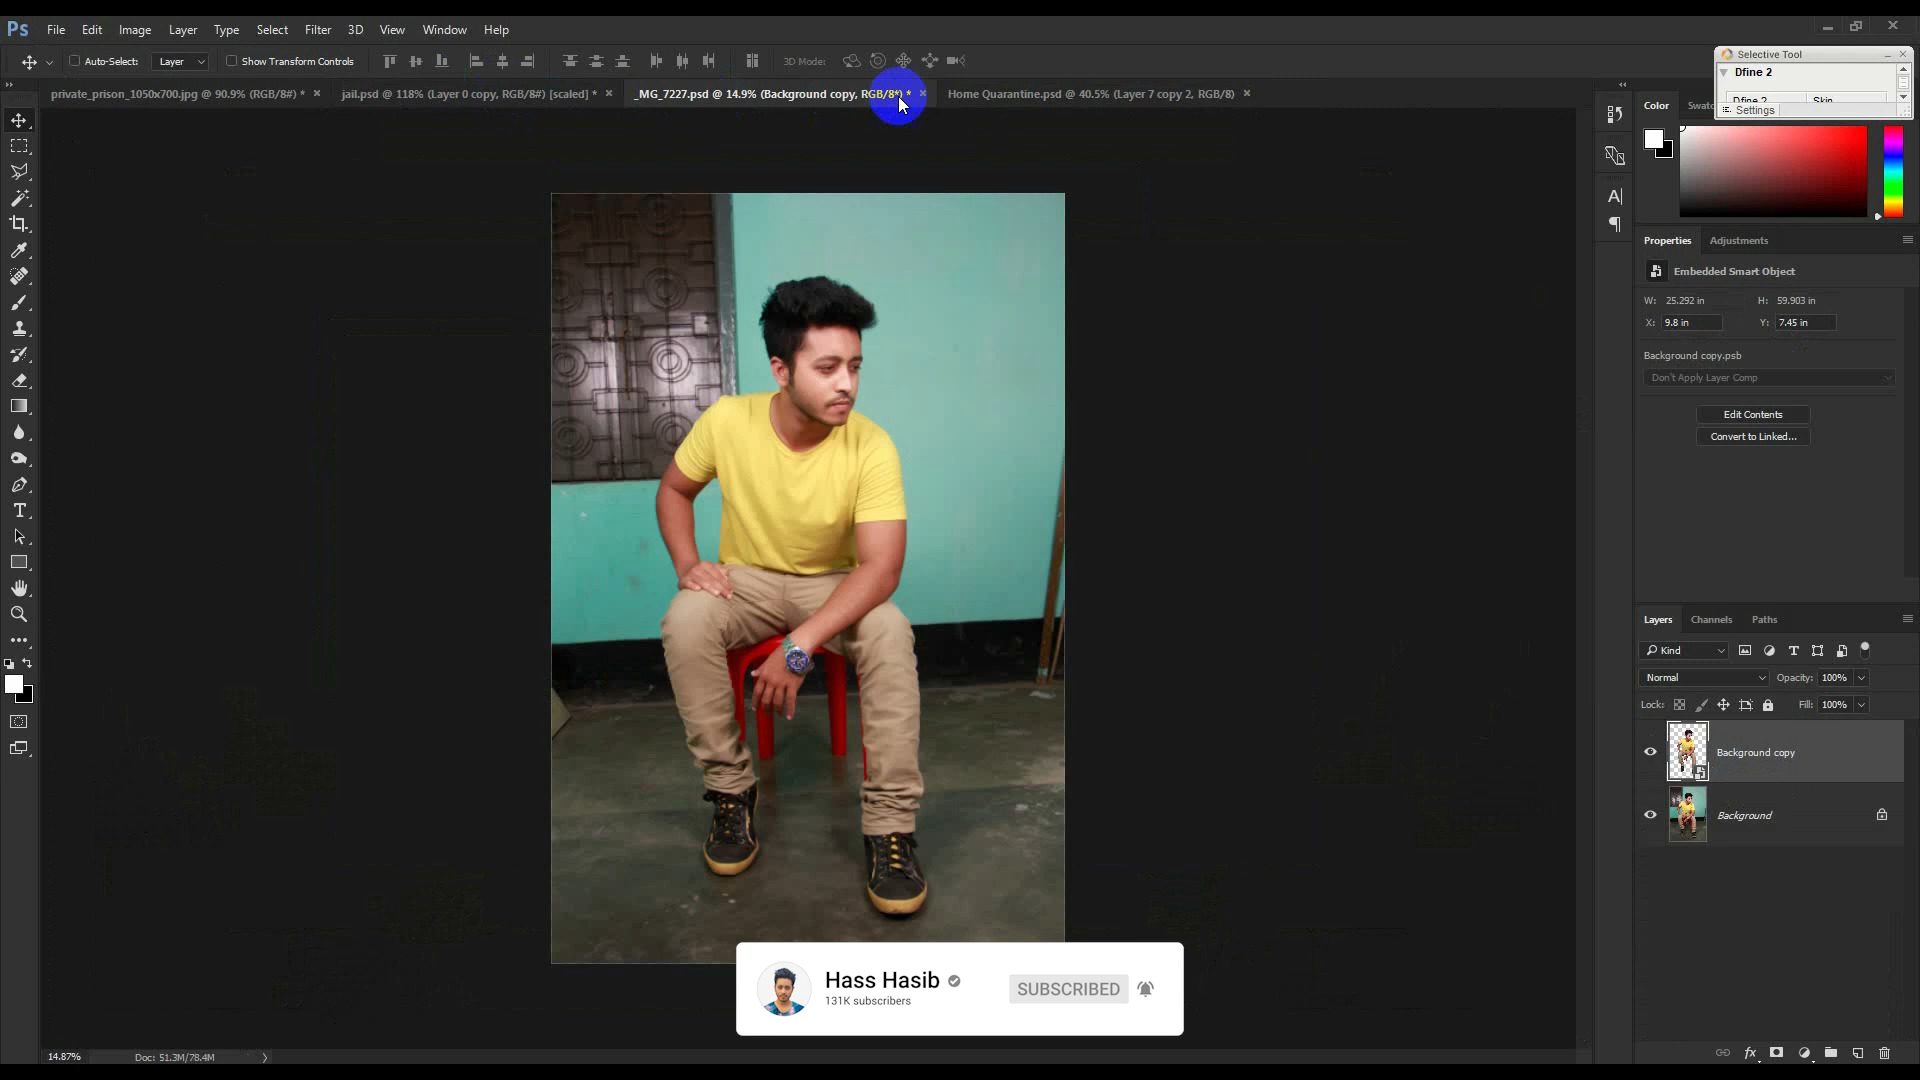 Ps File Edit Image Layer Type Select Filter 3D View Window Help
Auto-Select: Layer Show Transform Controls 3D Mode:
Selective Tool
Dfine 2
Dfine 2 Skin
Settings
private_prison_1050x700.jpg @ 90.9% (RGB/8#) * × jail.psd @ 118% (Layer 0 copy, RGB/8#) [scaled] * × _MG_7227.psd @ 14.9% (Background copy, RGB/8*) * × Home Quarantine.psd @ 40.5% (Layer 7 copy 2, RGB/8) ×
Color
Properties Adjustments
Embedded Smart Object
W: 25.292 in H: 59.903 in
X: 9.8 in Y: 7.45 in
Background copy.psb
Don't Apply Layer Comp
Edit Contents
Convert to Linked...
Layers Channels Paths
Kind
Normal Opacity: 100%
Lock: Fill: 100%
Background copy
Background
Hass Hasib
131K subscribers
SUBSCRIBED
14.87% Doc: 51.3M/78.4M